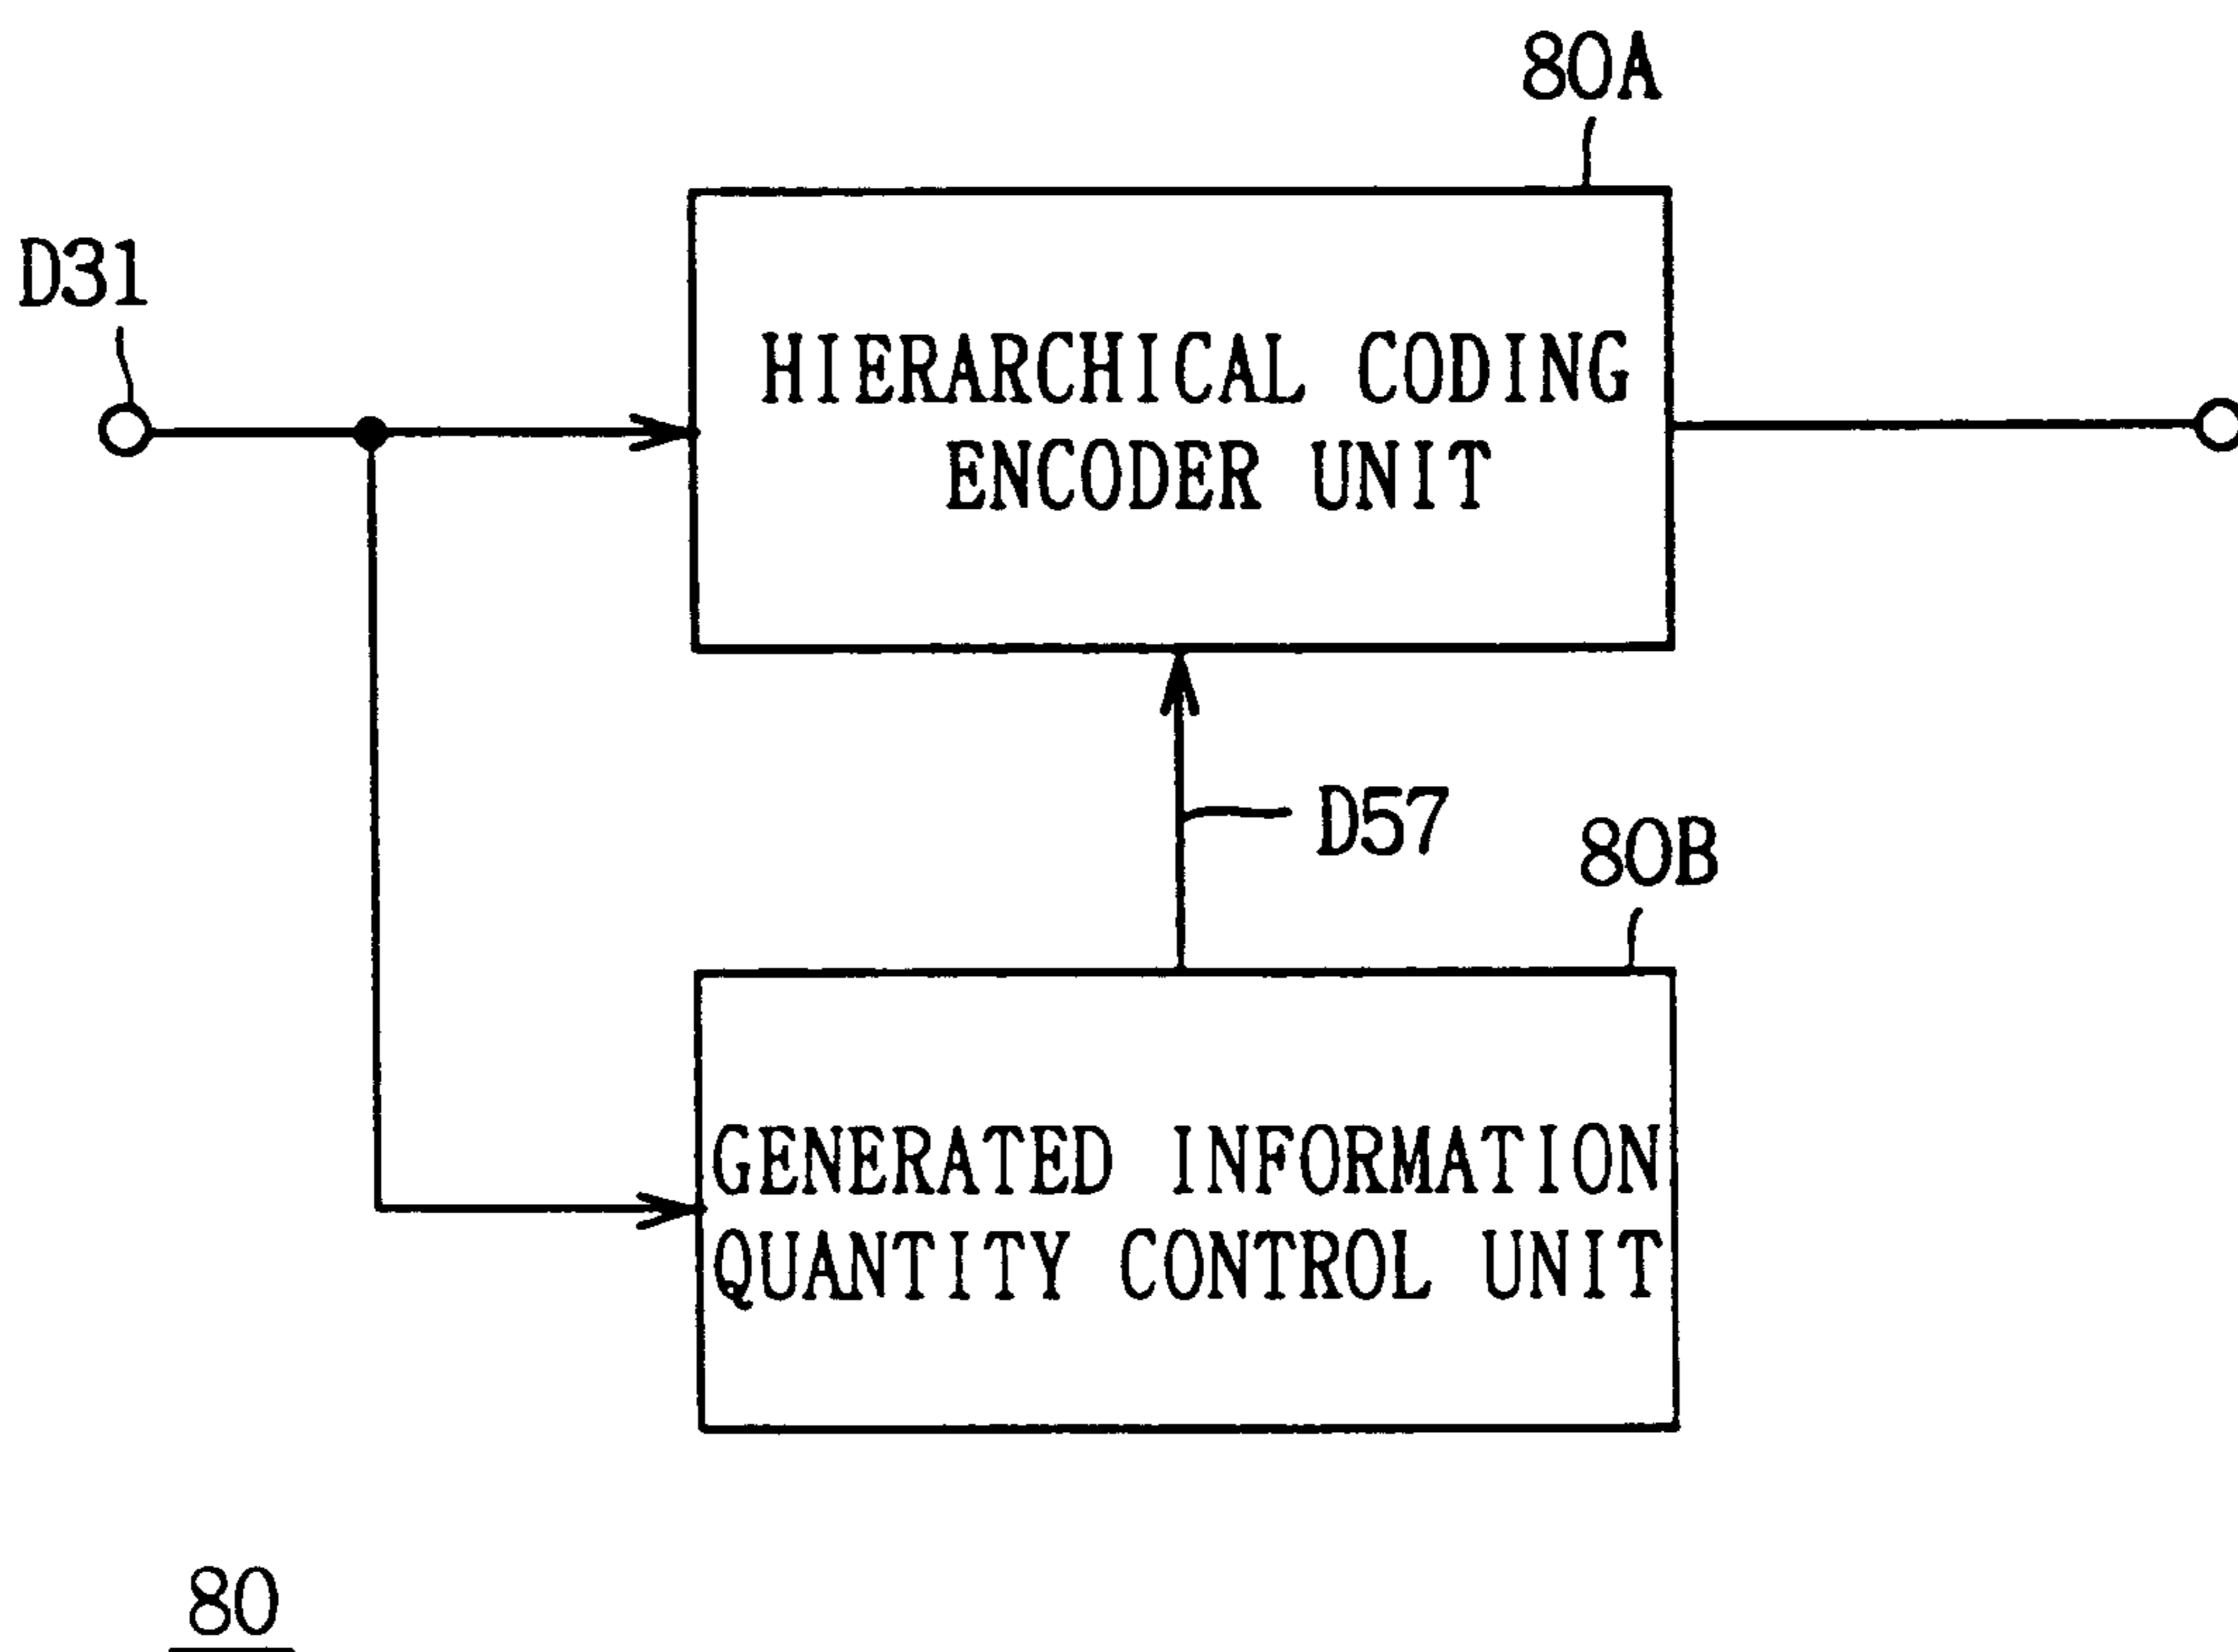 80A
D31
HIERARCHICAL CODING
ENCODER UNIT
D57
80B
GENERATED INFORMATION
QUANTITY CONTROL UNIT
80